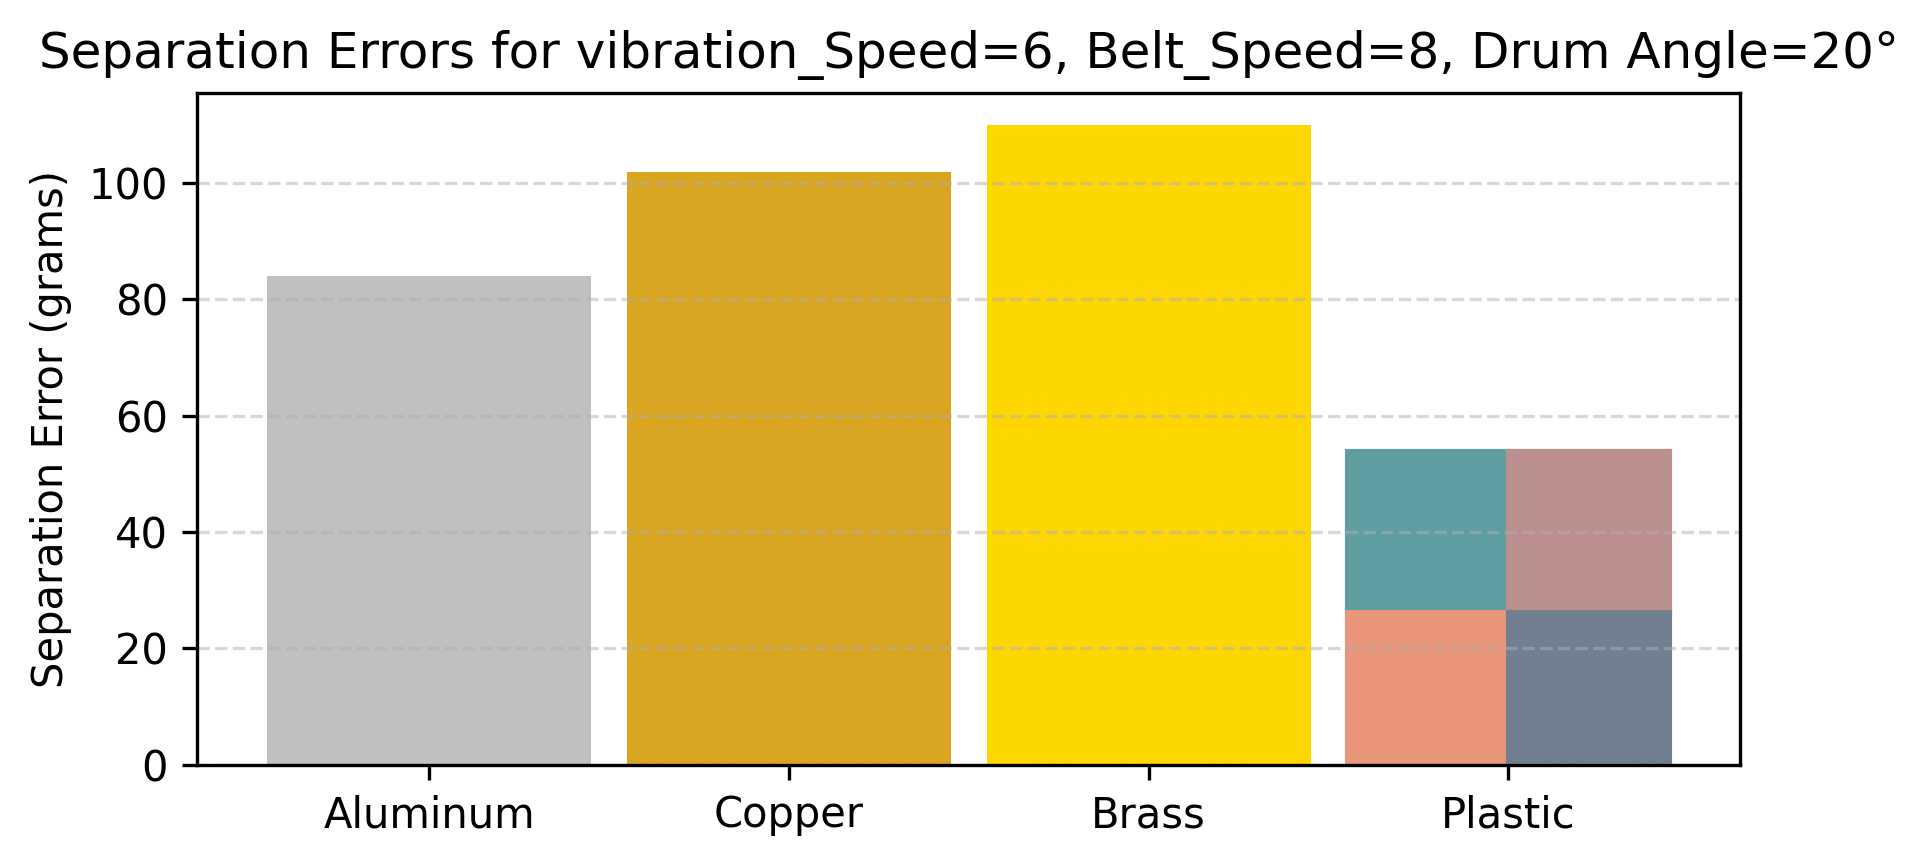 Separation Errors for vibration_Speed=6, Belt_Speed=8, Drum Angle=20°
Separation Error (grams)
100
80
60
40
20
0
Aluminum Copper Brass Plastic